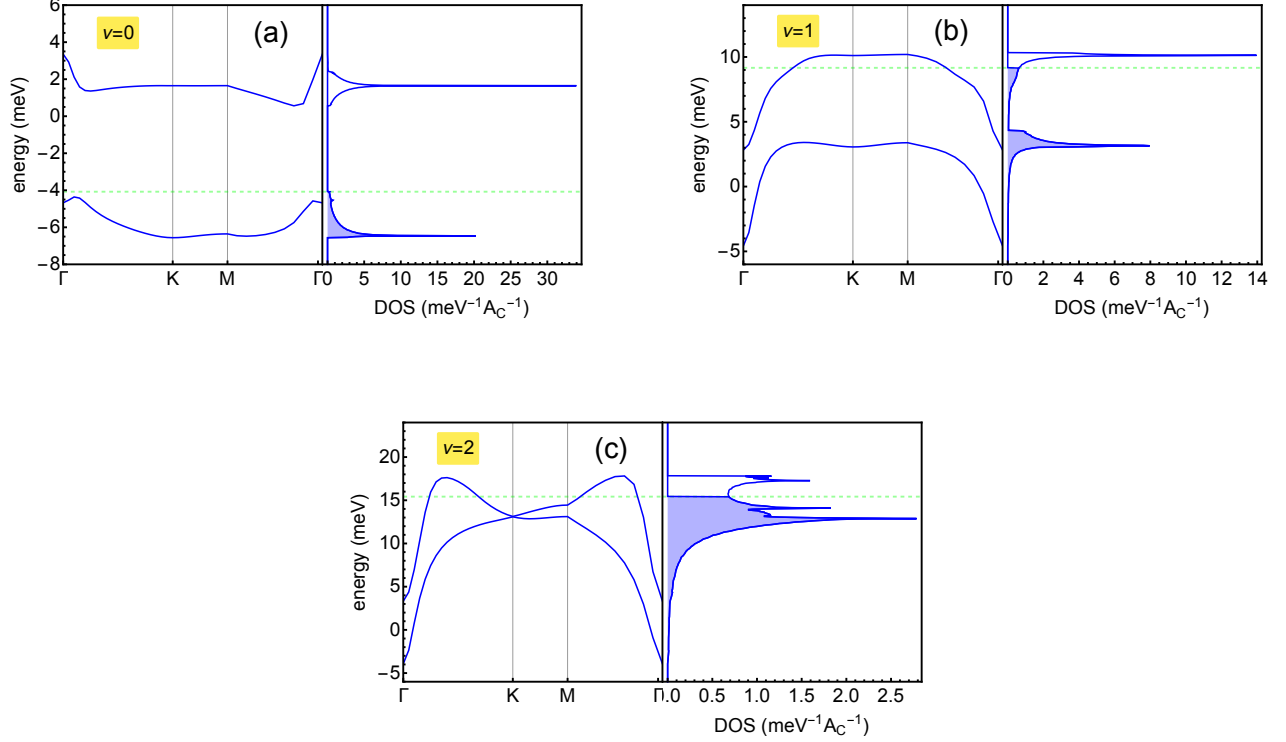 6
4
2
0
−2
−4
−6
−8
energy (meV)
ν=0
(a)
Γ
K
M
Γ
0
5
10
15
20
25
30
DOS (meV⁻¹A_C⁻¹)
10
5
0
−5
energy (meV)
ν=1
(b)
Γ
K
M
Γ
0
2
4
6
8
10
12
14
DOS (meV⁻¹A_C⁻¹)
20
15
10
5
0
−5
energy (meV)
ν=2
(c)
Γ
K
M
.0
0.5
1.0
1.5
2.0
2.5
DOS (meV⁻¹A_C⁻¹)